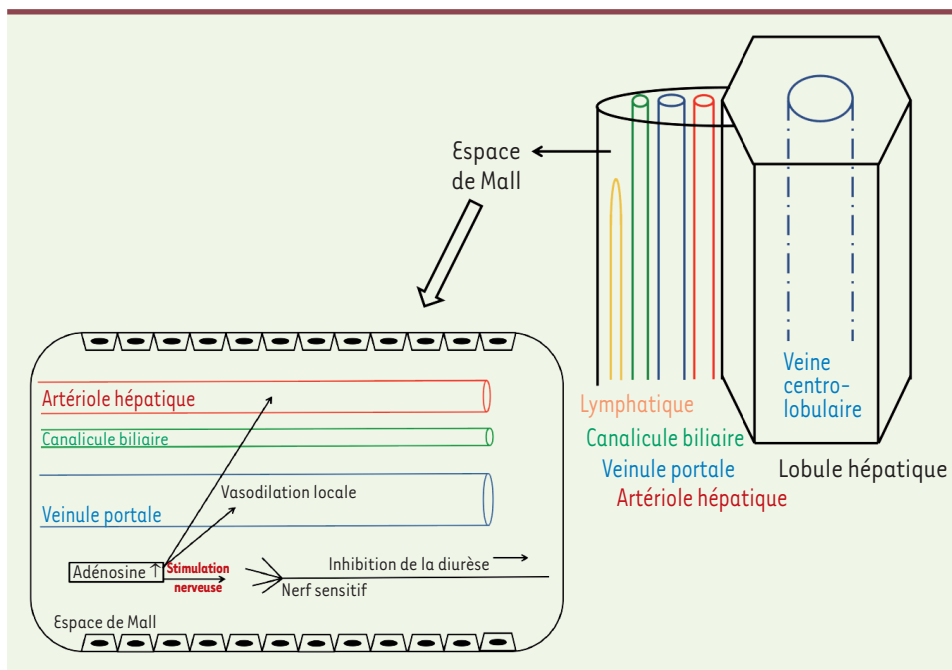 Espace
de Mall
Veine
centro-
lobulaire
Lymphatique
Canalicule biliaire
Veinule portale
Lobule hépatique
Artériole hépatique
Artériole hépatique
Canalicule biliaire
Vasodilation locale
Veinule portale
Adénosine ↑
Stimulation
nerveuse
Inhibition de la diurèse
Nerf sensitif
Espace de Mall